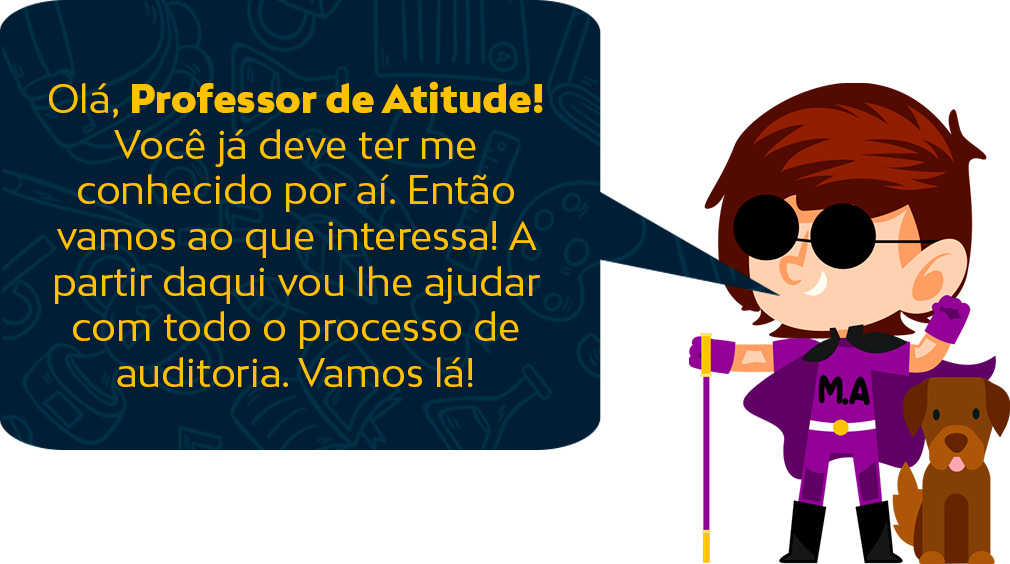 Olá, Professor de Atitude!
Você já deve ter me
conhecido por aí. Então
vamos ao que interessa! A
partir daqui vou lhe ajudar
com todo o processo de
auditoria. Vamos lá!
M.A